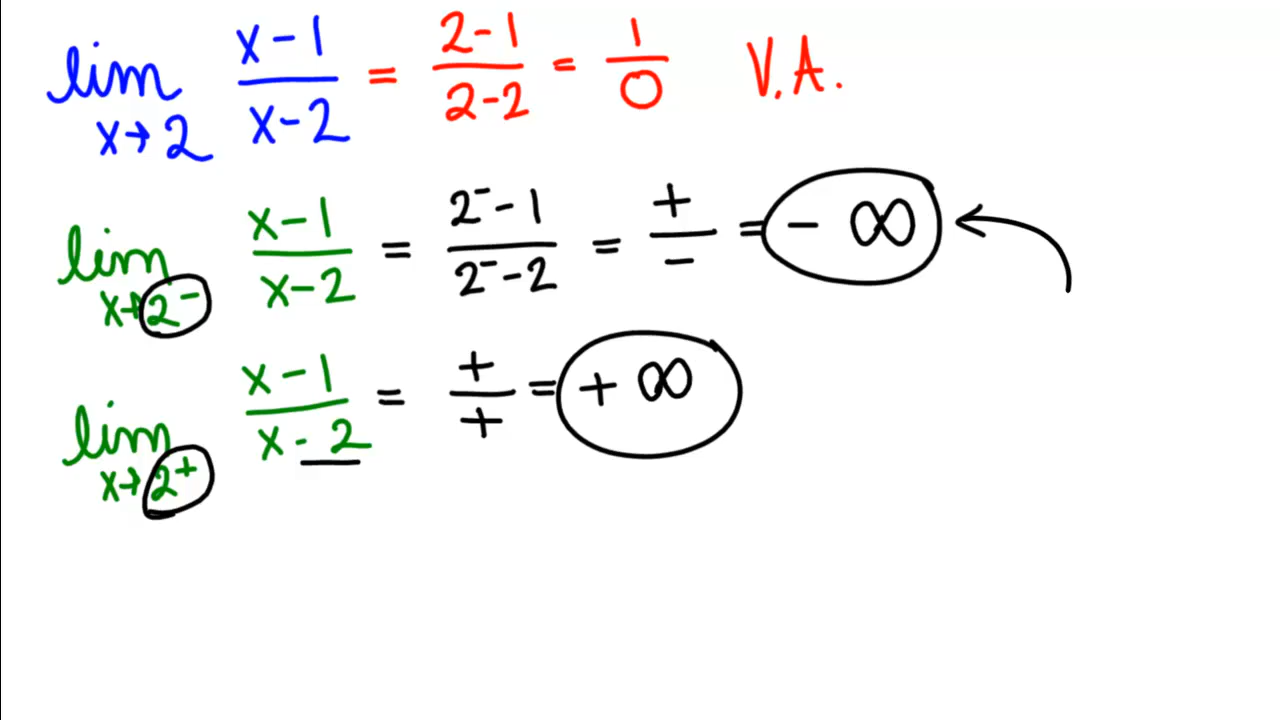 lim x→2 (x-1)/(x-2) = (2-1)/(2-2) = 1/0 V.A.
lim x→2⁻ (x-1)/(x-2) = (2⁻-1)/(2⁻-2) = +/- = - ∞
lim x→2⁺ (x-1)/(x-2) = +/+ = + ∞